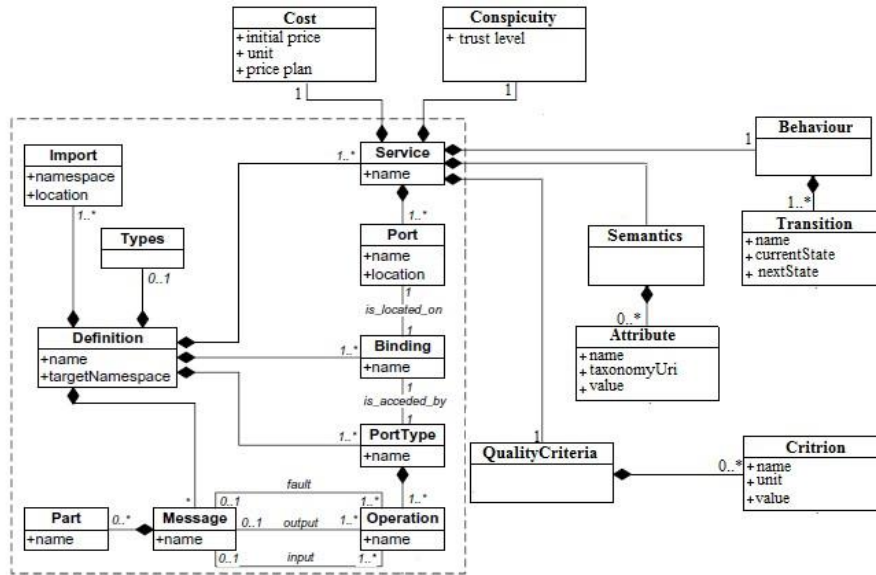 Cost
+ initial price
+ unit
+ price plan
1
Conspicuity
+ trust level
1
Import
+namespace
+location
1..*
Types
0..1
Definition
+name
+targetNamespace
1..*
Service
+name
1..*
Port
+name
+location
1
is_located_on
1
1..*
Binding
+name
1
is_acceded_by
1
1..*
PortType
+name
1..*
*
fault
0..1
1..*
Part
+name
0..*
Message
+name
0..1
output
1..*
Operation
+name
0..1
input
1..*
1
Behaviour
1..*
Transition
+ name
+ currentState
+ nextState
Semantics
0..*
Attribute
+ name
+ taxonomyUri
+ value
1
QualityCriteria
0..*
Critrion
+ name
+ unit
+ value